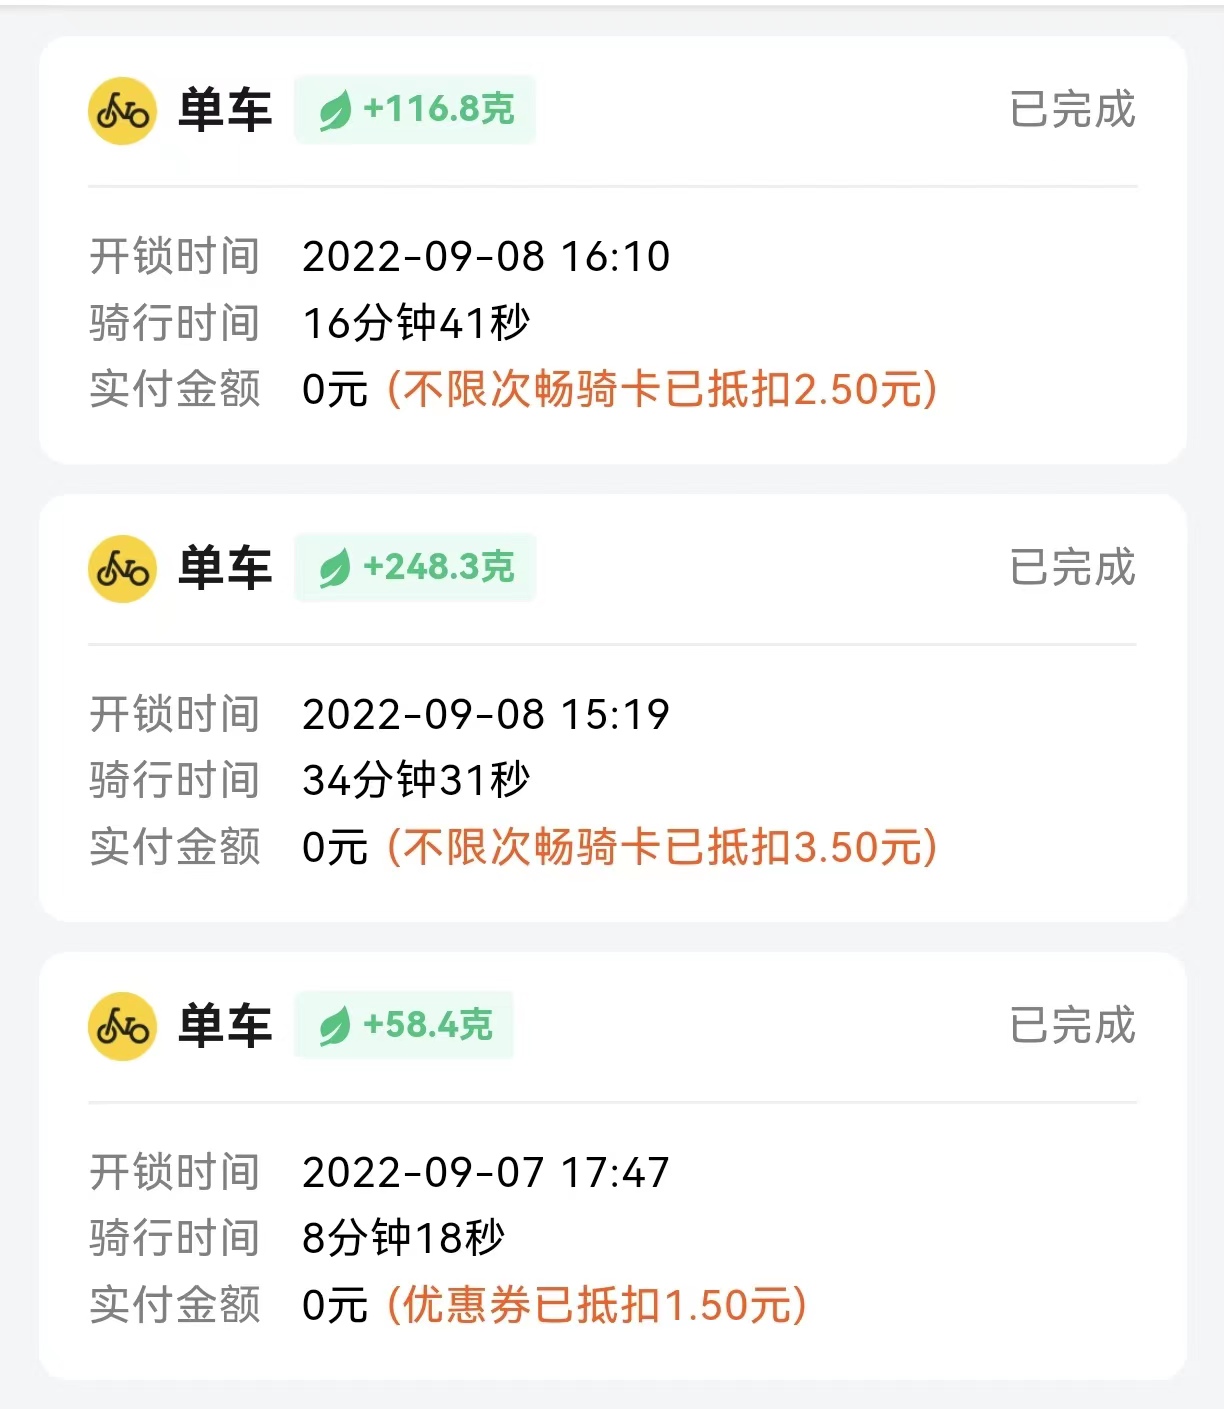 单车 +116.8克 已完成
开锁时间 2022-09-08 16:10
骑行时间 16分钟41秒
实付金额 0元 (不限次畅骑卡已抵扣2.50元)
单车 +248.3克 已完成
开锁时间 2022-09-08 15:19
骑行时间 34分钟31秒
实付金额 0元 (不限次畅骑卡已抵扣3.50元)
单车 +58.4克 已完成
开锁时间 2022-09-07 17:47
骑行时间 8分钟18秒
实付金额 0元 (优惠券已抵扣1.50元)